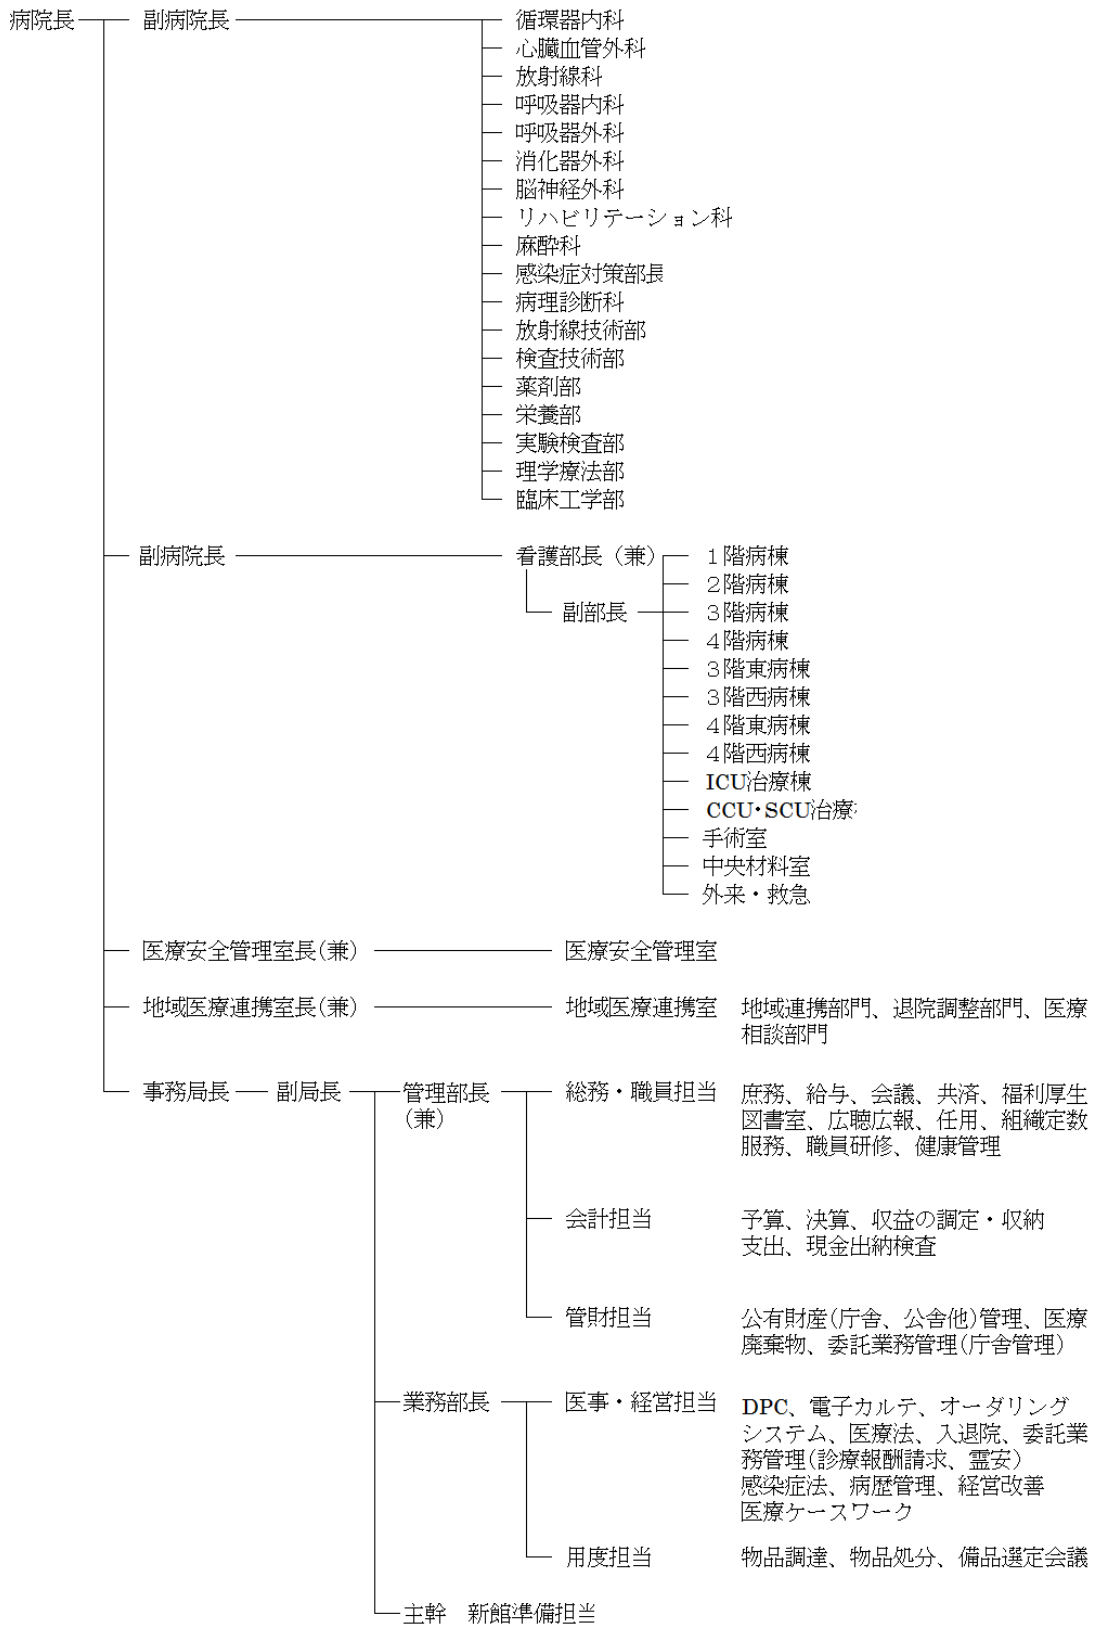 病院長 副病院長 循環器内科
心臓血管外科
放射線科
呼吸器内科
呼吸器外科
消化器外科
脳神経外科
リハビリテーション科
麻酔科
感染症対策部長
病理診断科
放射線技術部
検査技術部
薬剤部
栄養部
実験検査部
理学療法部
臨床工学部
副病院長 看護部長（兼） １階病棟
２階病棟
副部長 ３階病棟
４階病棟
３階東病棟
３階西病棟
４階東病棟
４階西病棟
ICU治療棟
CCU・SCU治療
手術室
中央材料室
外来・救急
医療安全管理室長(兼) 医療安全管理室
地域医療連携室長(兼) 地域医療連携室 地域連携部門、退院調整部門、医療
相談部門
事務局長 副局長 管理部長 総務・職員担当 庶務、給与、会議、共済、福利厚生
(兼) 図書室、広聴広報、任用、組織定数
服務、職員研修、健康管理
会計担当 予算、決算、収益の調定・収納
支出、現金出納検査
管財担当 公有財産(庁舎、公舎他)管理、医療
廃棄物、委託業務管理(庁舎管理)
業務部長 医事・経営担当 DPC、電子カルテ、オーダリング
システム、医療法、入退院、委託業
務管理(診療報酬請求、霊安)
感染症法、病歴管理、経営改善
医療ケースワーク
用度担当 物品調達、物品処分、備品選定会議
主幹 新館準備担当